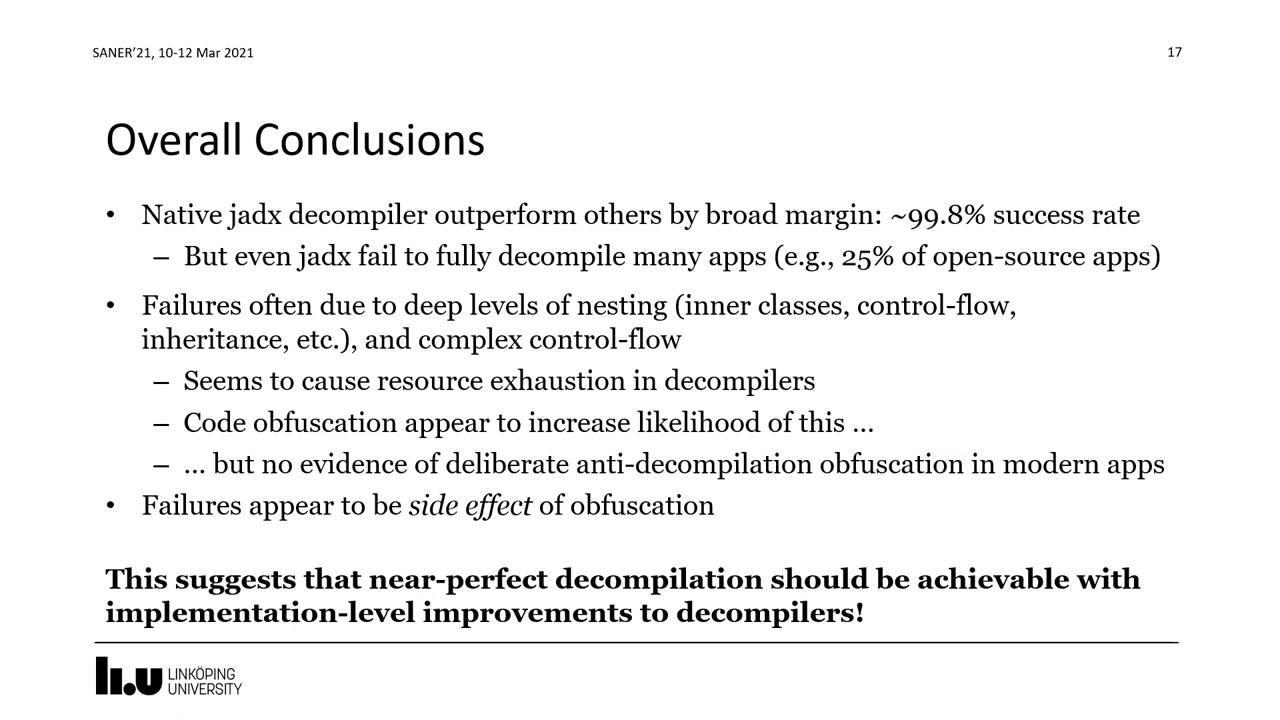 SANER’21, 10-12 Mar 2021
17
Overall Conclusions
• Native jadx decompiler outperform others by broad margin: ~99.8% success rate
– But even jadx fail to fully decompile many apps (e.g., 25% of open-source apps)
• Failures often due to deep levels of nesting (inner classes, control-flow,
inheritance, etc.), and complex control-flow
– Seems to cause resource exhaustion in decompilers
– Code obfuscation appear to increase likelihood of this …
– … but no evidence of deliberate anti-decompilation obfuscation in modern apps
• Failures appear to be side effect of obfuscation
This suggests that near-perfect decompilation should be achievable with
implementation-level improvements to decompilers!
li.u LINKÖPING
UNIVERSITY